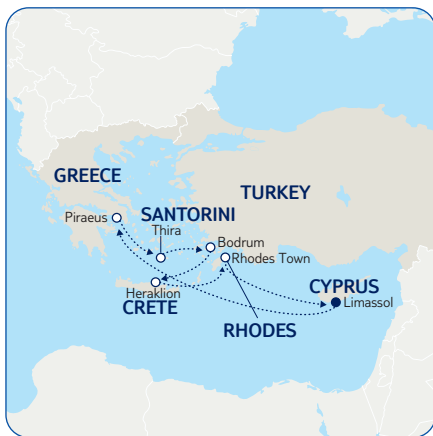 GREECE
TURKEY
SANTORINI
Piraeus
Thira
Bodrum
Rhodes Town
Heraklion
CRETE
CYPRUS
Limassol
RHODES